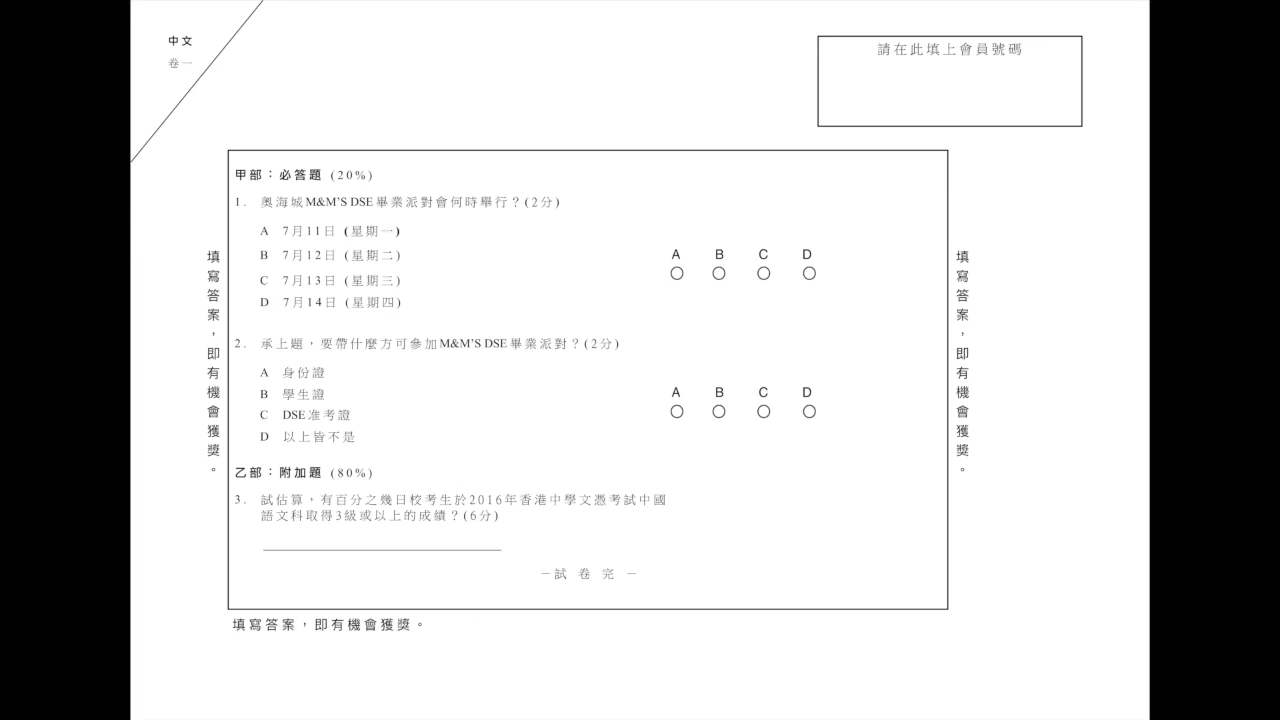 中文
卷一
請在此填上會員號碼
甲部：必答題 (20%)
1. 奧海城M&M'S DSE畢業派對會何時舉行？(2分)
A 7月11日 (星期一)
B 7月12日 (星期二)
C 7月13日 (星期三)
D 7月14日 (星期四)
A B C D
2. 承上題，要帶什麼方可參加M&M'S DSE畢業派對？(2分)
A 身份證
B 學生證
C DSE准考證
D 以上皆不是
A B C D
乙部：附加題 (80%)
3. 試估算，有百分之幾日校考生於2016年香港中學文憑考試中國
語文科取得3級或以上的成績？(6分)
－試 卷 完 －
填寫答案，即有機會獲獎。
填寫答案，即有機會獲獎。
填寫答案，即有機會獲獎。